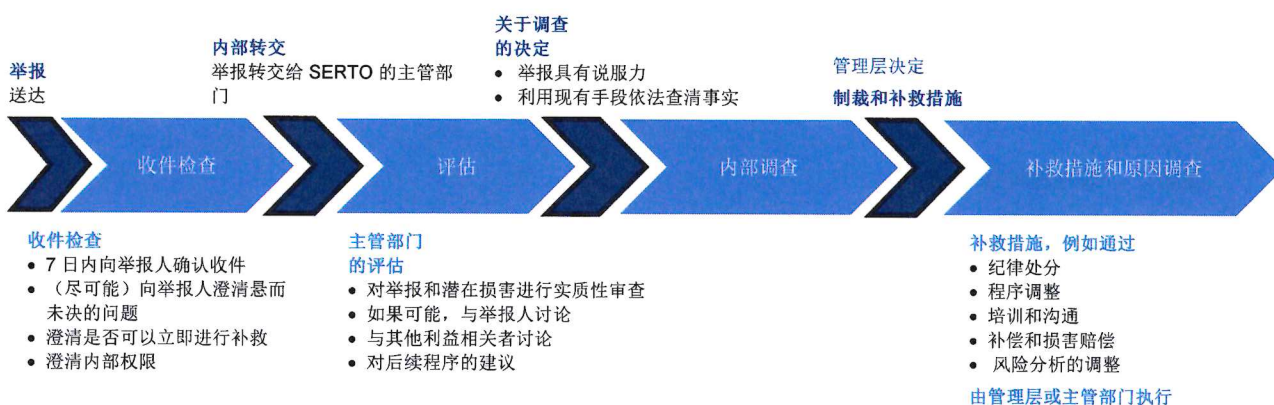 举报
送达
内部转交
举报转交给 SERTO 的主管部
门
关于调查
的决定
• 举报具有说服力
• 利用现有手段依法查清事实
管理层决定
制裁和补救措施
收件检查
评估
内部调查
补救措施和原因调查
收件检查
• 7 日内向举报人确认收件
• （尽可能）向举报人澄清悬而
未决的问题
• 澄清是否可以立即进行补救
• 澄清内部权限
主管部门
的评估
• 对举报和潜在损害进行实质性审查
• 如果可能，与举报人讨论
• 与其他利益相关者讨论
• 对后续程序的建议
补救措施，例如通过
• 纪律处分
• 程序调整
• 培训和沟通
• 补偿和损害赔偿
• 风险分析的调整
由管理层或主管部门执行